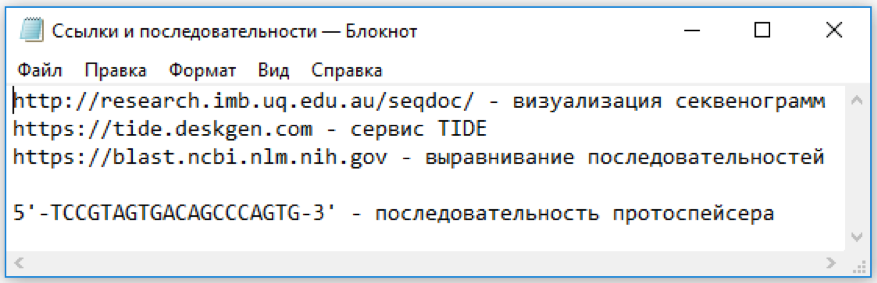 Ссылки и последовательности — Блокнот
Файл Правка Формат Вид Справка
http://research.imb.uq.edu.au/seqdoc/ - визуализация секвенограмм
https://tide.deskgen.com - сервис TIDE
https://blast.ncbi.nlm.nih.gov - выравнивание последовательностей
5'-TCCGTAGTGACAGCCCAGTG-3' - последовательность протоспейсера